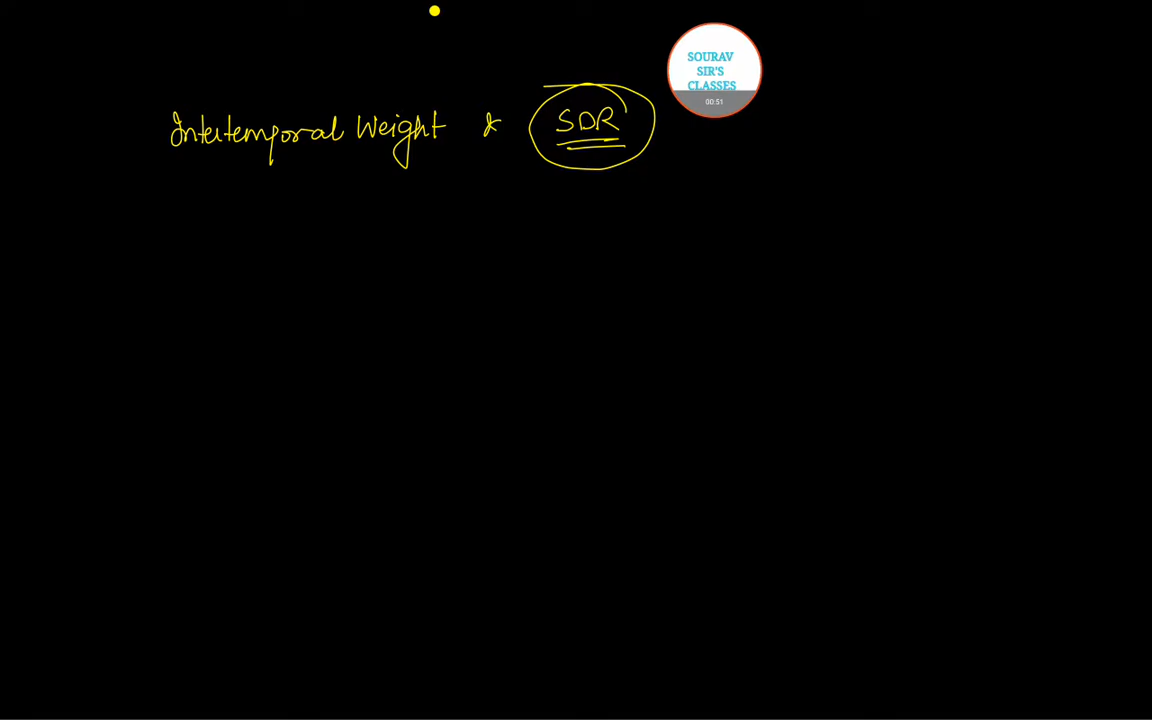 Intertemporal Weight & SDR
SOURAV
SIR'S
CLASSES
00:51